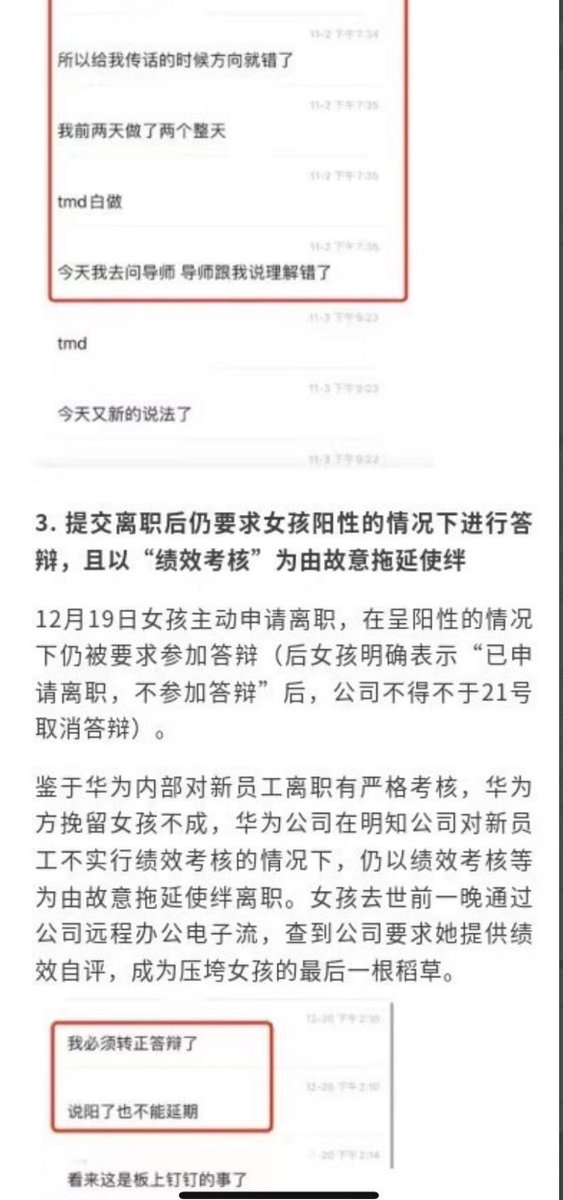 11-2 下午7:34
所以给我传话的时候方向就错了
11-2 下午7:35
我前两天做了两个整天
11-2 下午7:35
tmd白做
11-2 下午7:35
今天我去问导师 导师跟我说理解错了
11-3 下午9:23
tmd
11-3 下午9:23
今天又新的说法了
11-3 下午9:23
3. 提交离职后仍要求女孩阳性的情况下进行答
辩，且以“绩效考核”为由故意拖延使绊
12月19日女孩主动申请离职，在呈阳性的情况
下仍被要求参加答辩（后女孩明确表示“已申
请离职，不参加答辩”后，公司不得不于21号
取消答辩）。
鉴于华为内部对新员工离职有严格考核，华为
方挽留女孩不成，华为公司在明知公司对新员
工不实行绩效考核的情况下，仍以绩效考核等
为由故意拖延使绊离职。女孩去世前一晚通过
公司远程办公电子流，查到公司要求她提供绩
效自评，成为压垮女孩的最后一根稻草。
12-20 下午2:10
我必须转正答辩了
12-20 下午2:10
说阳了也不能延期
-20 下午2:14
看来这是板上钉钉的事了